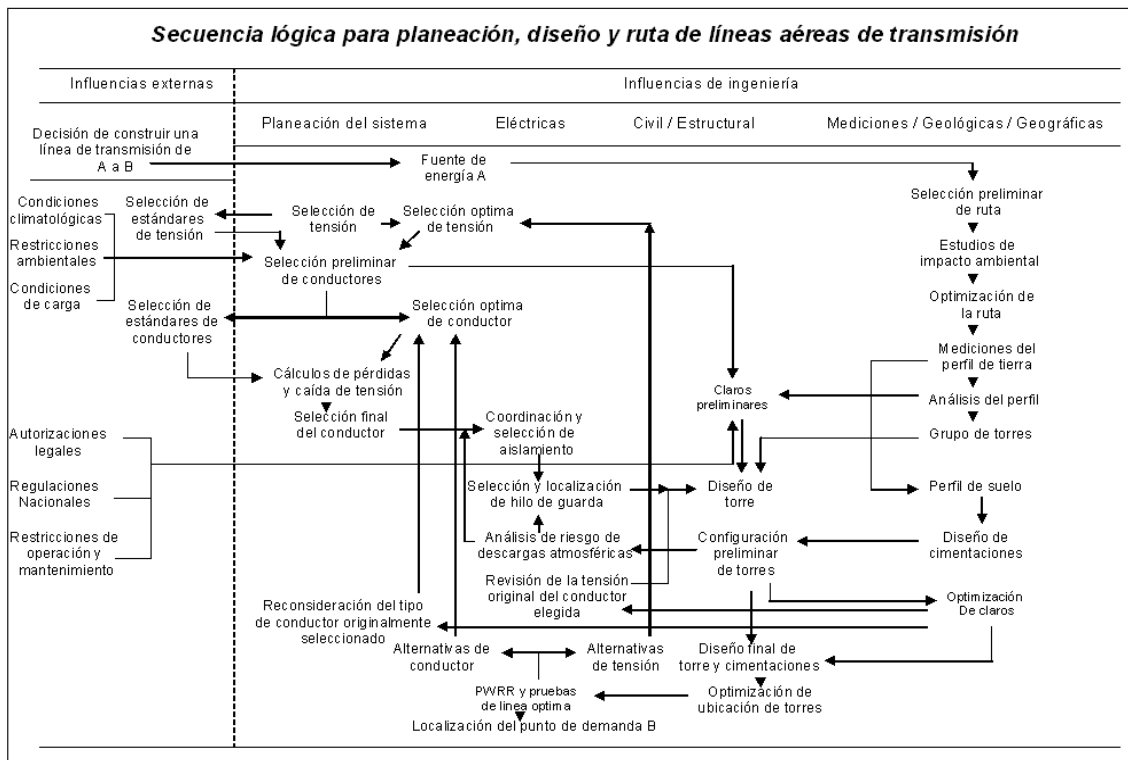 Secuencia lógica para planeación, diseño y ruta de líneas aéreas de transmisión
Influencias externas
Influencias de ingeniería
Planeación del sistema
Eléctricas
Civil / Estructural
Mediciones / Geológicas / Geográficas
Decisión de construir una
línea de transmisión de
A a B
Fuente de
energía A
Selección preliminar
de ruta
Condiciones
climatológicas
Selección de
estándares
de tensión
Selección de
tensión
Selección optima
de tensión
Estudios de
impacto ambiental
Restricciones
ambientales
Selección preliminar
de conductores
Condiciones
de carga
Optimización de
la ruta
Selección de
estándares de
conductores
Selección optima
de conductor
Mediciones del
perfil de tierra
Cálculos de pérdidas
y caída de tensión
Claros
preliminares
Análisis del perfil
Selección final
del conductor
Coordinación y
selección de
aislamiento
Grupo de torres
Autorizaciones
legales
Regulaciones
Nacionales
Selección y localización
de hilo de guarda
Diseño de
torre
Perfil de suelo
Restricciones de
operación y
mantenimiento
Análisis de riesgo de
descargas atmosféricas
Configuración
preliminar
de torres
Diseño de
cimentaciones
Revisión de la tensión
original del conductor
elegida
Optimización
De claros
Reconsideración del tipo
de conductor originalmente
seleccionado
Alternativas de
conductor
Alternativas
de tensión
Diseño final de
torre y cimentaciones
PWRR y pruebas
de linea optima
Optimización de
ubicación de torres
Localización del punto de demanda B